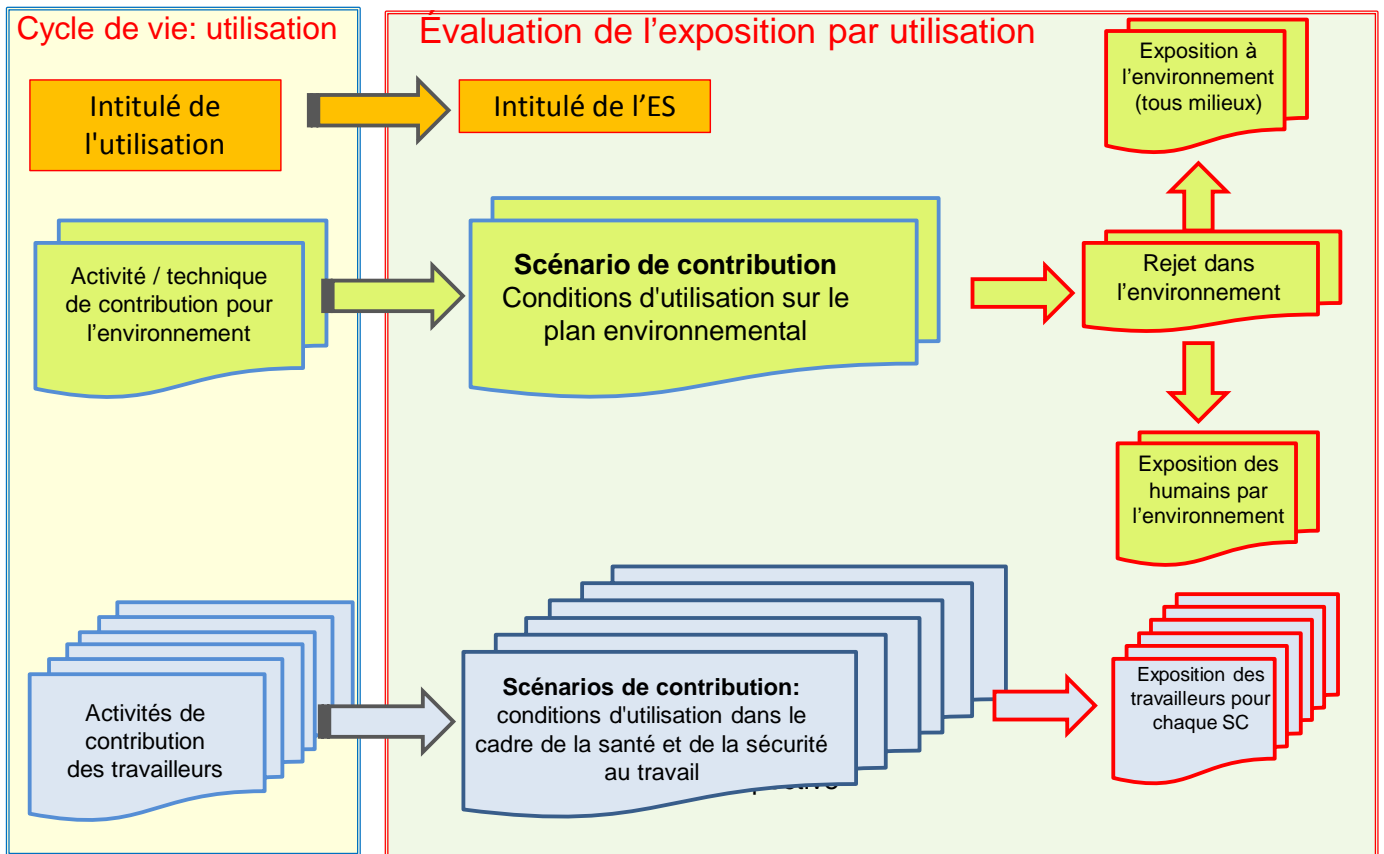 Cycle de vie: utilisation
Évaluation de l’exposition par utilisation
Intitulé de
l'utilisation
Intitulé de l’ES
Exposition à
l’environnement
(tous milieux)
Activité / technique
de contribution pour
l’environnement
Scénario de contribution
Conditions d'utilisation sur le
plan environnemental
Rejet dans
l’environnement
Exposition des
humains par
l’environnement
Activités de
contribution
des travailleurs
Scénarios de contribution:
conditions d'utilisation dans le
cadre de la santé et de la sécurité
au travail
Exposition des
travailleurs pour
chaque SC